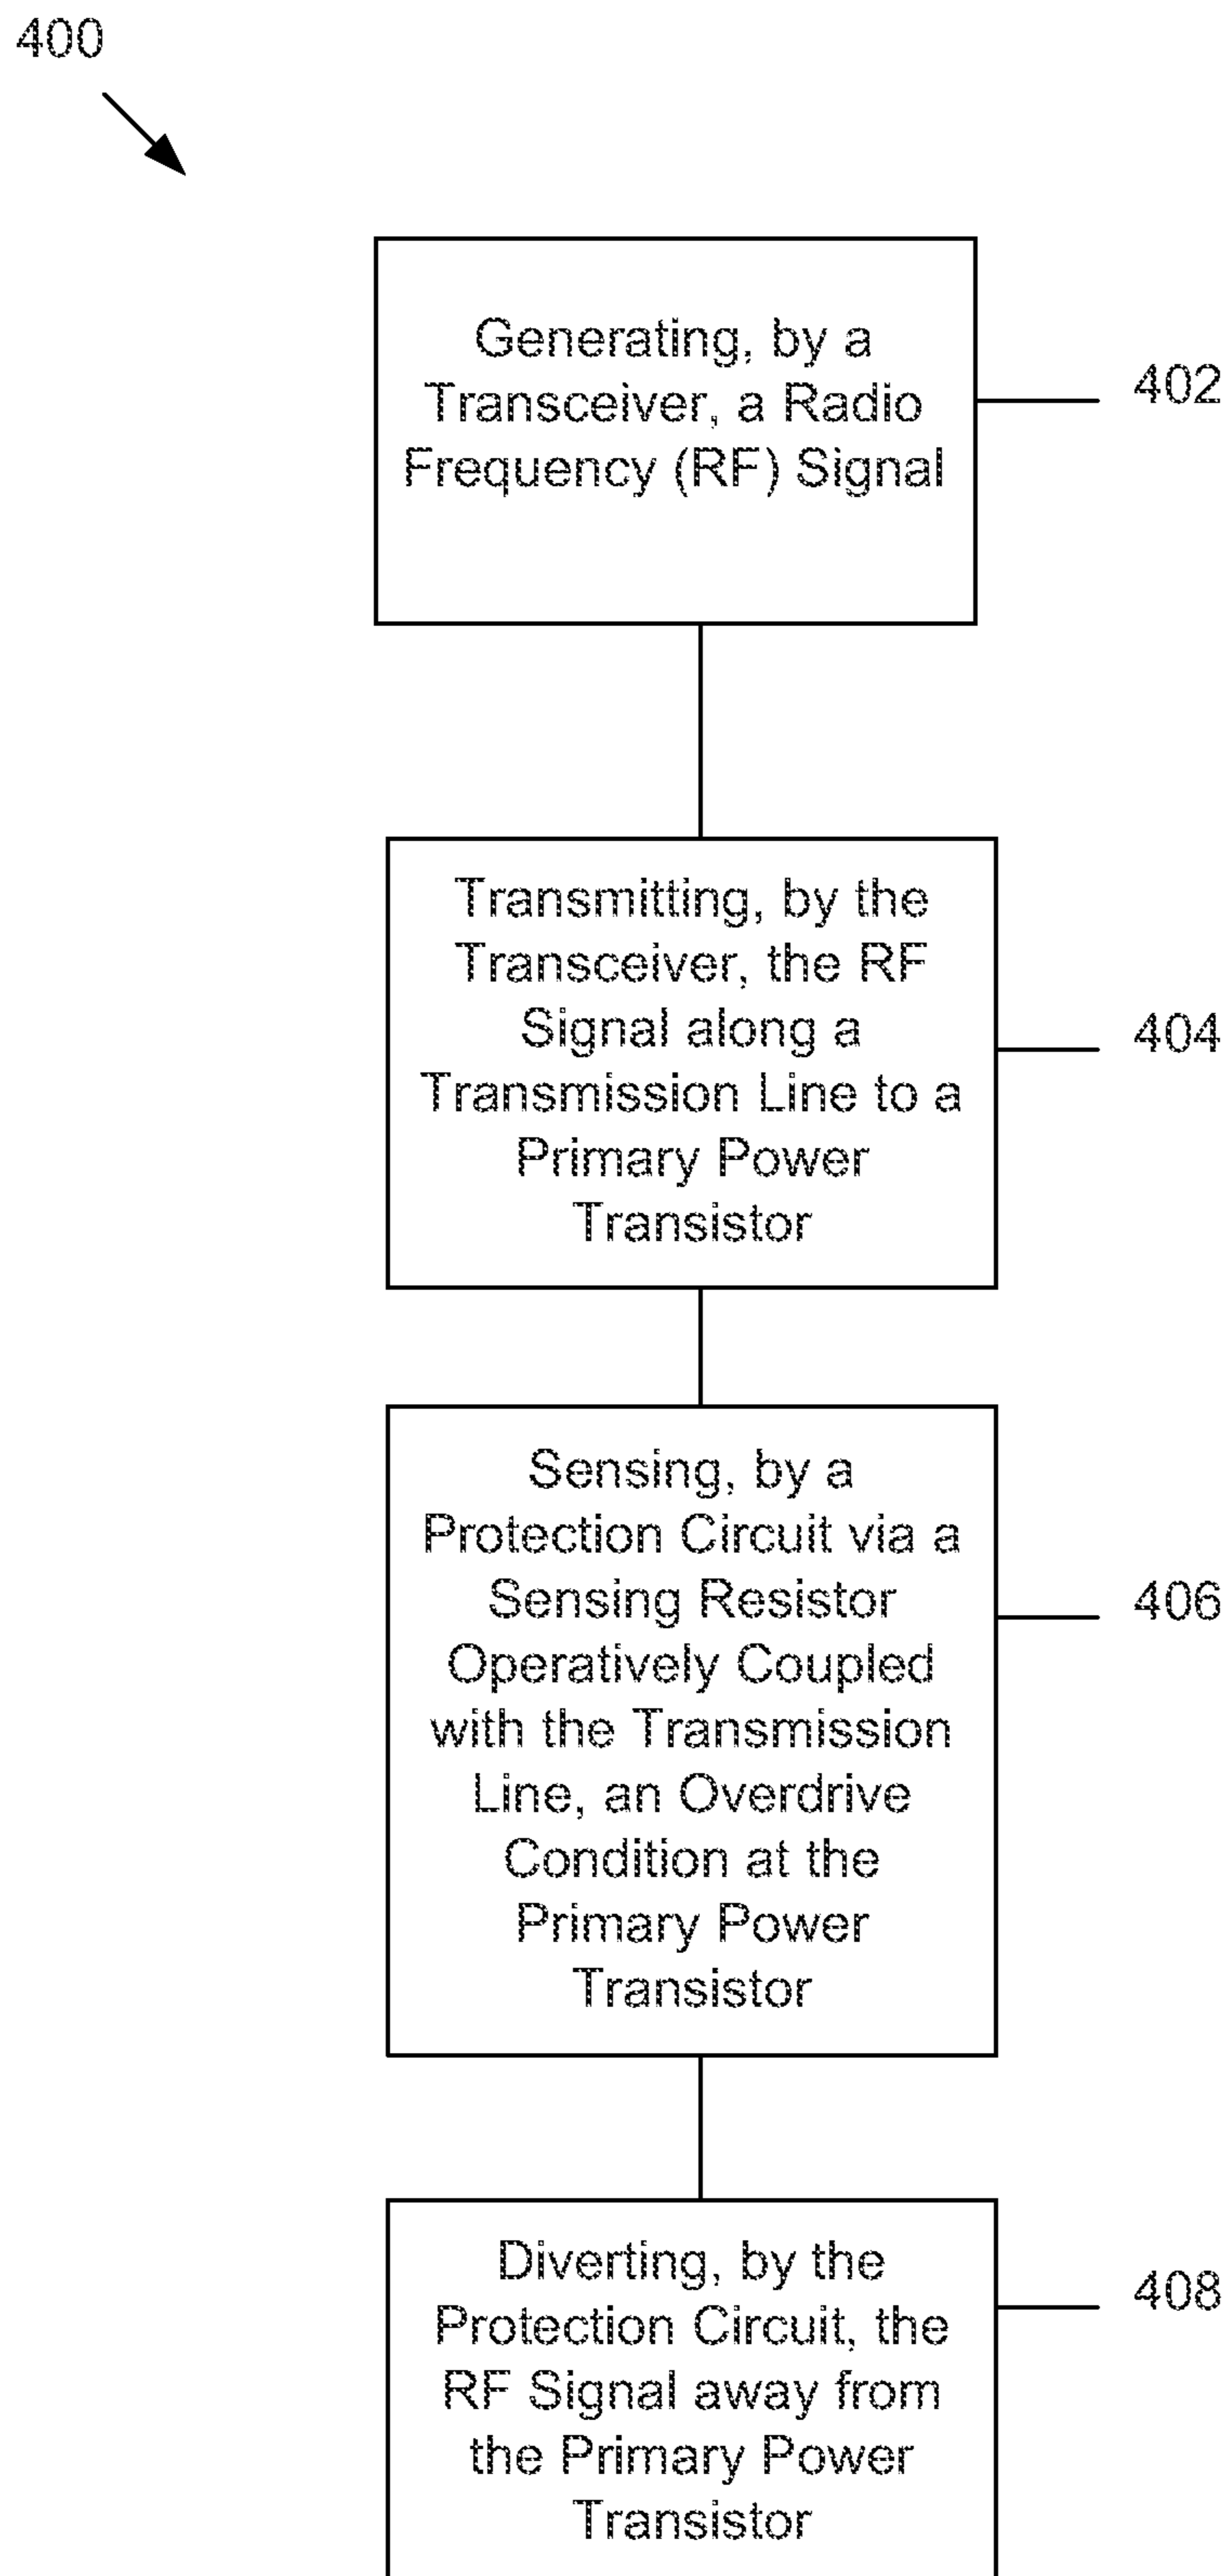 400
Generating, by a
Transceiver, a Radio
Frequency (RF) Signal
402
Transmitting, by the
Transceiver, the RF
Signal along a
Transmission Line to a
Primary Power
Transistor
404
Sensing, by a
Protection Circuit via a
Sensing Resistor
Operatively Coupled
with the Transmission
Line, an Overdrive
Condition at the
Primary Power
Transistor
406
Diverting, by the
Protection Circuit, the
RF Signal away from
the Primary Power
Transistor
408